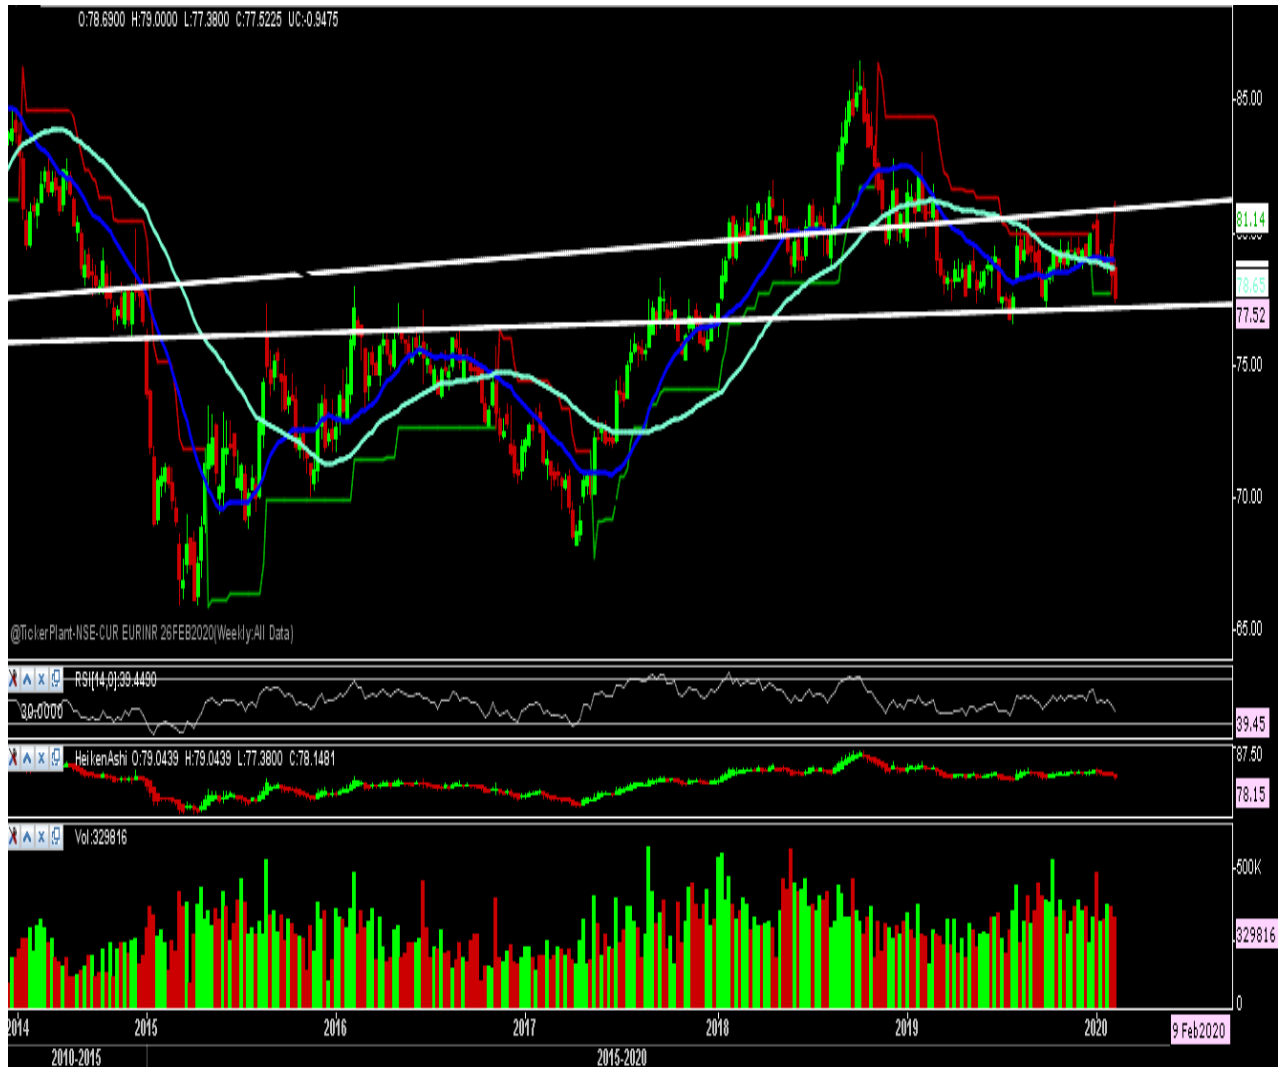 O:78.6900 H:79.0000 L:77.3800 C:77.5225 UC:-0.9475
85.00
81.14
78.65
77.52
75.00
70.00
65.00
@TickerPlant-NSE-CUR EURINR 26FEB2020(Weekly:All Data)
RSI[14,0]:39.4490
30.0000
39.45
HeikenAshi O:79.0439 H:79.0439 L:77.3800 C:78.1481
87.50
78.15
Vol:329816
500K
329816
0
2014 2015 2016 2017 2018 2019 2020 9 Feb2020
2010-2015 2015-2020